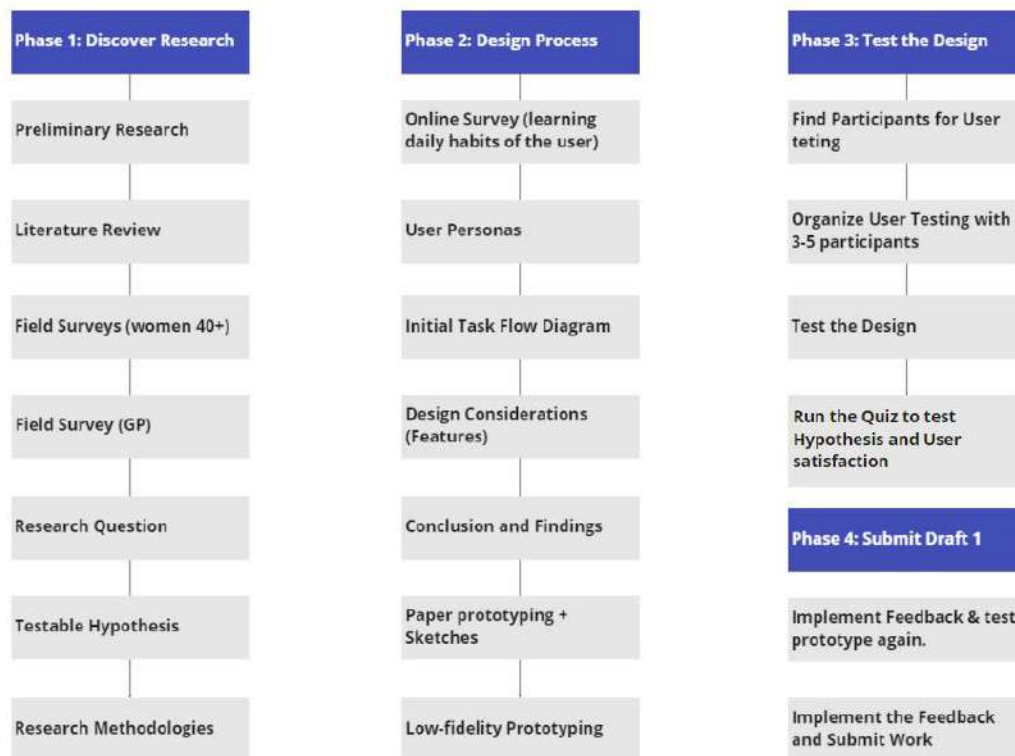 Phase 1: Discover Research
Preliminary Research
Literature Review
Field Surveys (women 40+)
Field Survey (GP)
Research Question
Testable Hypothesis
Research Methodologies
Phase 2: Design Process
Online Survey (learning
daily habits of the user)
User Personas
Initial Task Flow Diagram
Design Considerations
(Features)
Conclusion and Findings
Paper prototyping +
Sketches
Low-fidelity Prototyping
Phase 3: Test the Design
Find Participants for User
teting
Organize User Testing with
3-5 participants
Test the Design
Run the Quiz to test
Hypothesis and User
satisfaction
Phase 4: Submit Draft 1
Implement Feedback & test
prototype again.
Implement the Feedback
and Submit Work